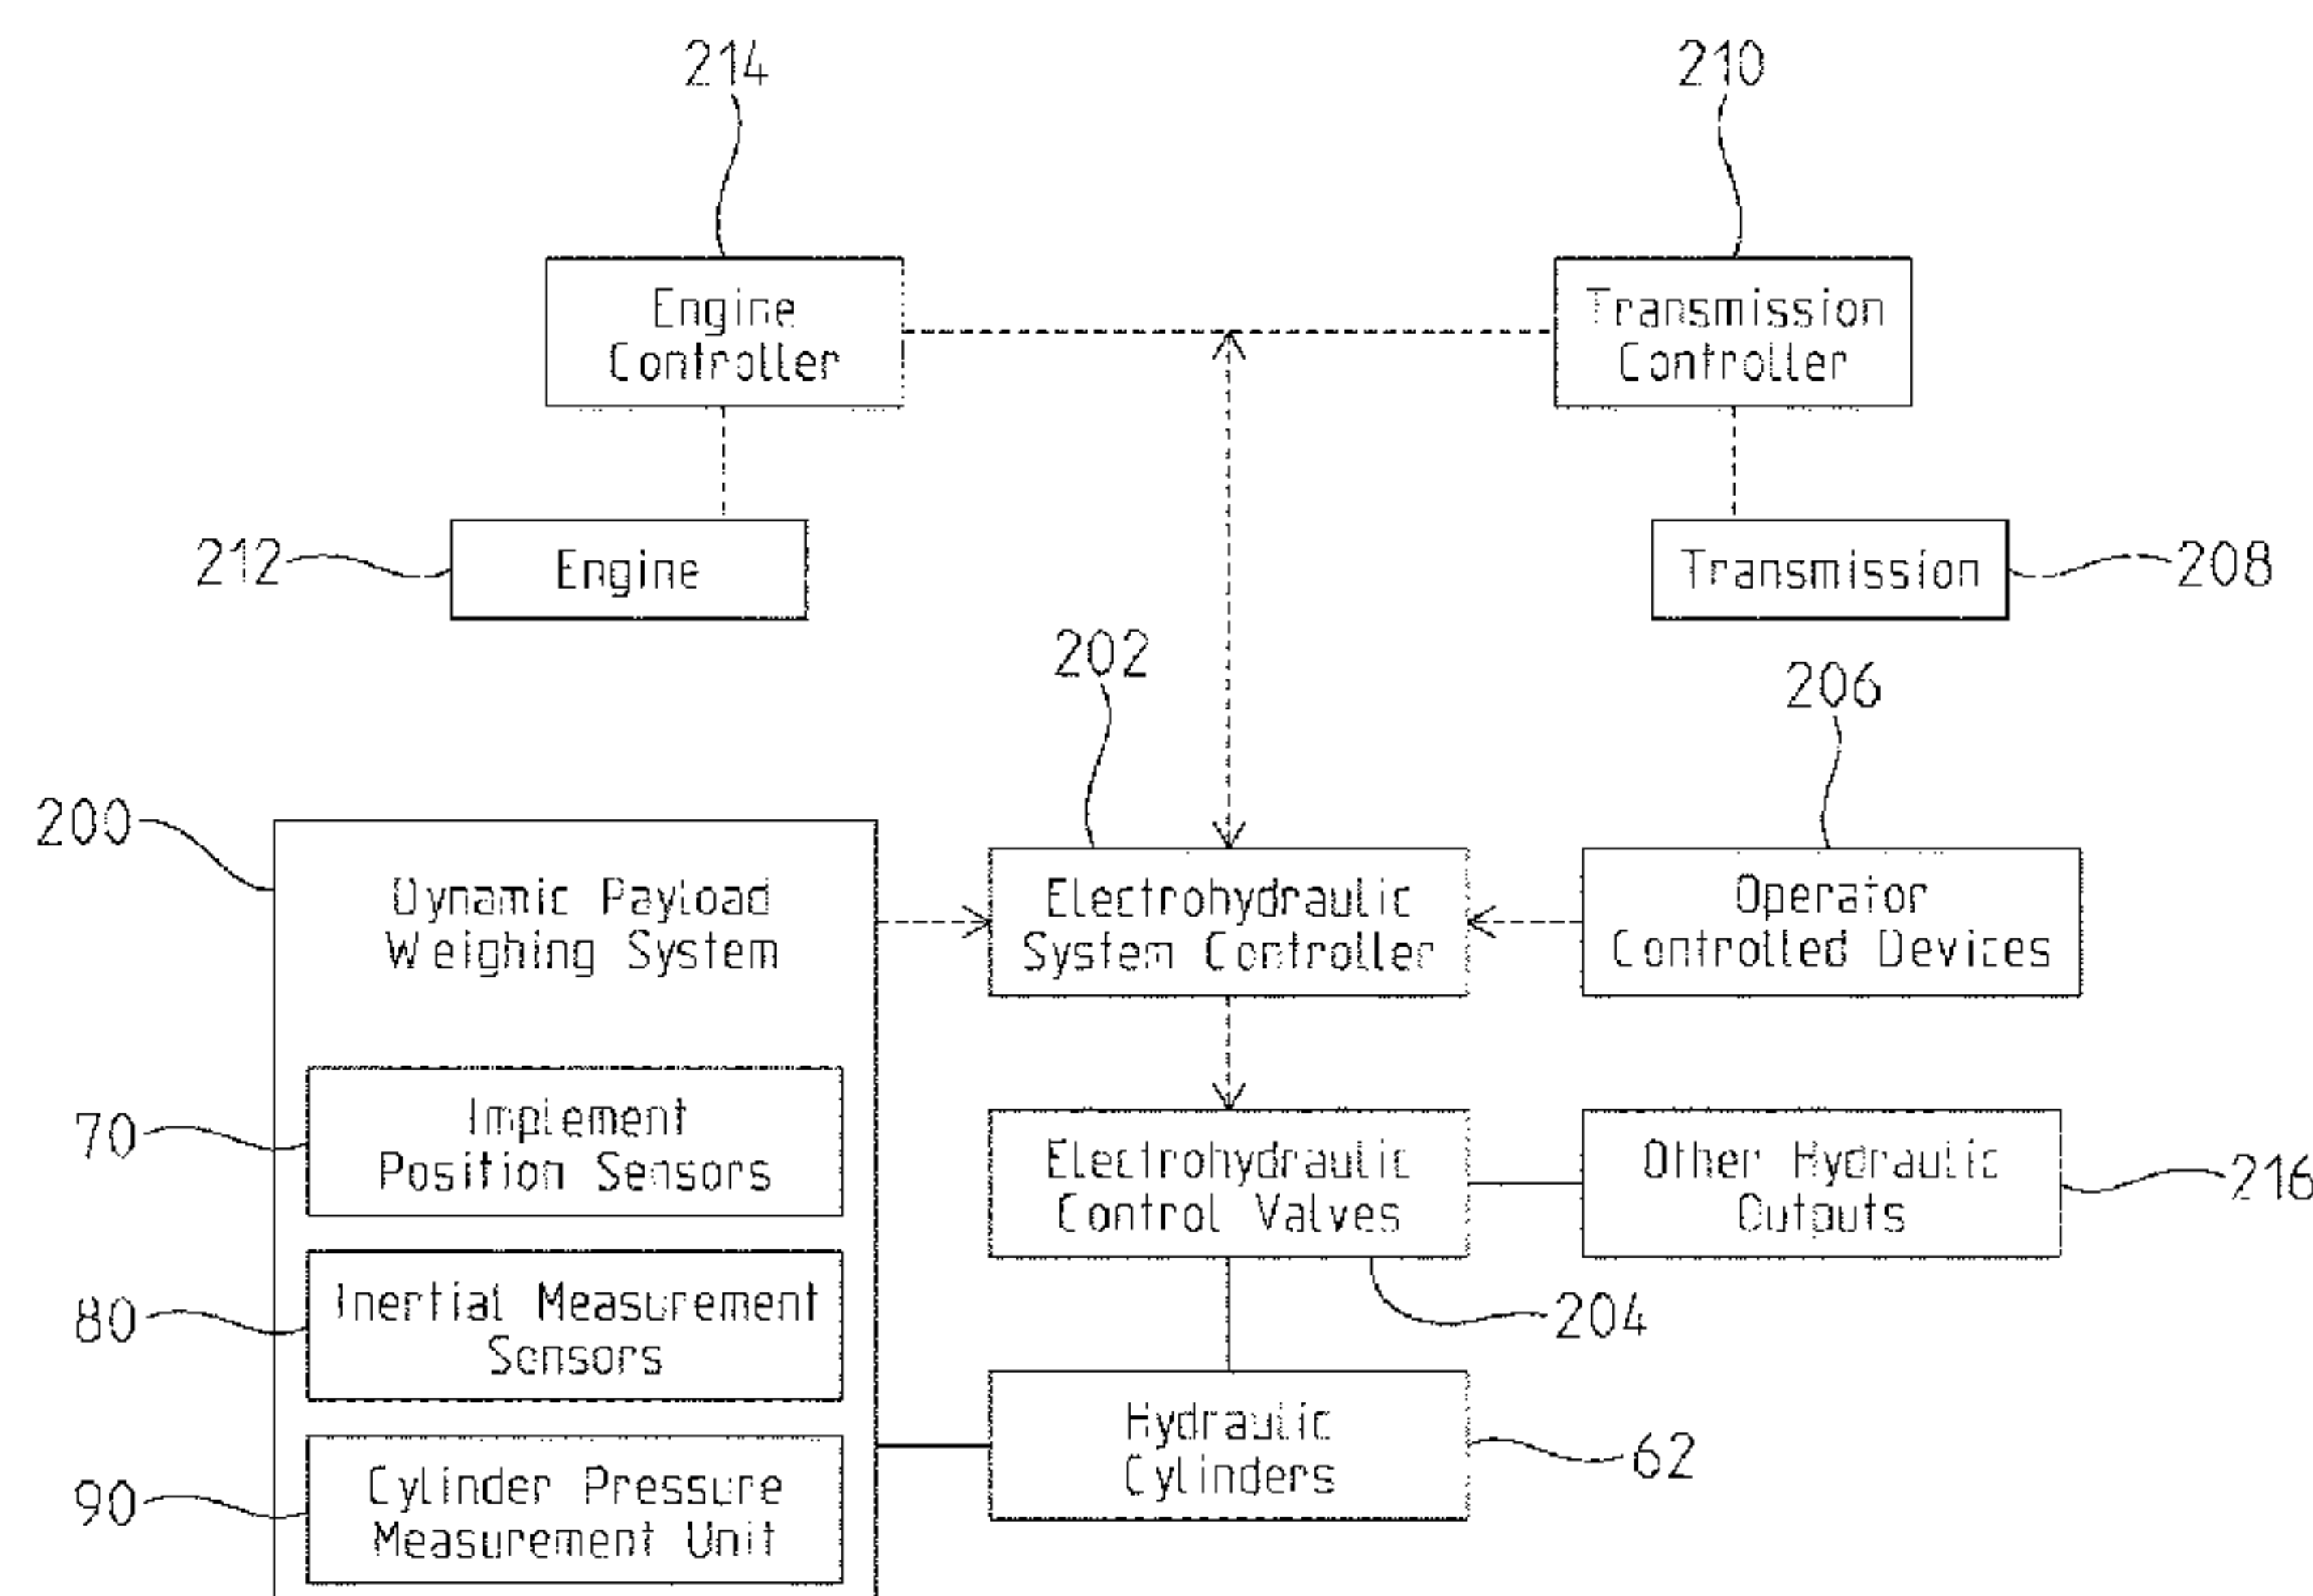 214
210
Engine
Controller
Transmission
Controller
212
Engine
Transmission
208
202
206
200
Dynamic Payload
Weighing System
Electrohydraulic
System Controller
Operator
Controlled Devices
70
Implement
Position Sensors
Electrohydraulic
Control Valves
Other Hydraulic
Outputs
216
80
Inertial Measurement
Sensors
204
90
Cylinder Pressure
Measurement Unit
Hydraulic
Cylinders
62